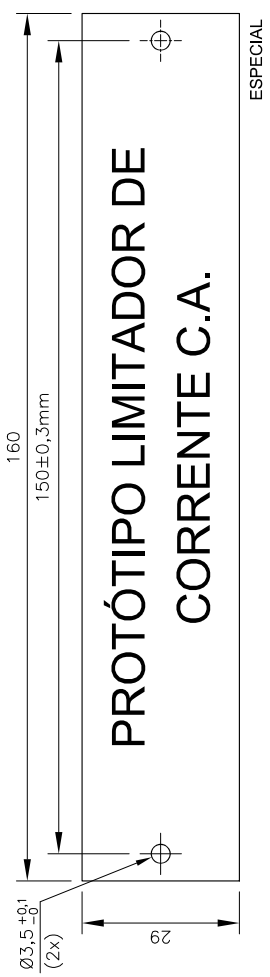 160
150±0,3mm
Ø3,5 +0,1 -0
(2x)
29
PROTÓTIPO LIMITADOR DE
CORRENTE C.A.
ESPECIAL